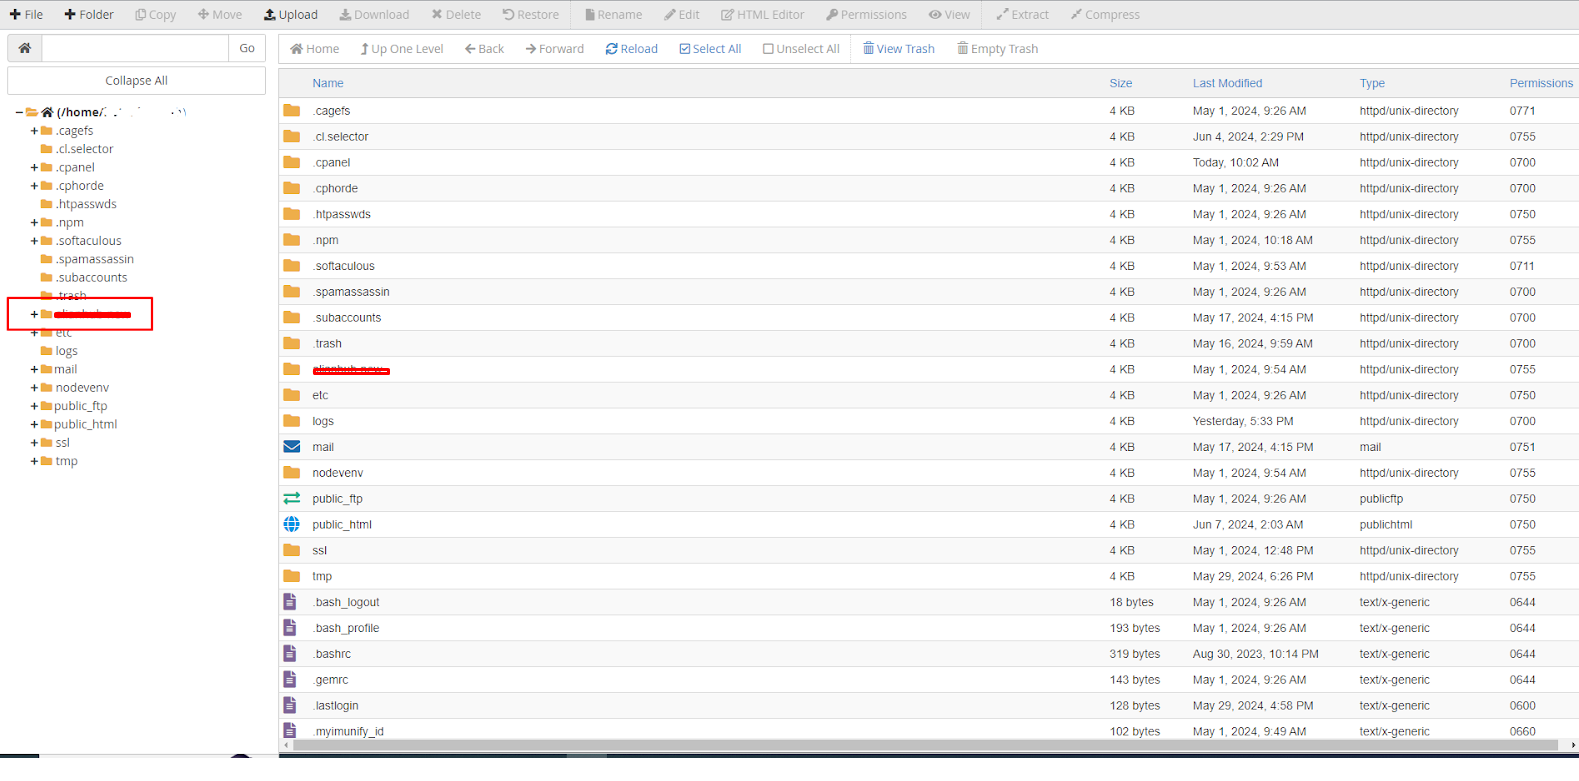 File Folder Copy Move Upload Download Delete Restore Rename Edit HTML Editor Permissions View Extract Compress
Go Home Up One Level Back Forward Reload Select All Unselect All View Trash Empty Trash
Collapse All
(/home/
.cagefs
.cl.selector
.cpanel
.cphorde
.htpasswds
.npm
.softaculous
.spamassassin
.subaccounts
.trash
etc
logs
mail
nodevenv
public_ftp
public_html
ssl
tmp
Name Size Last Modified Type Permissions
.cagefs 4 KB May 1, 2024, 9:26 AM httpd/unix-directory 0771
.cl.selector 4 KB Jun 4, 2024, 2:29 PM httpd/unix-directory 0755
.cpanel 4 KB Today, 10:02 AM httpd/unix-directory 0700
.cphorde 4 KB May 1, 2024, 9:26 AM httpd/unix-directory 0700
.htpasswds 4 KB May 1, 2024, 9:26 AM httpd/unix-directory 0750
.npm 4 KB May 1, 2024, 10:18 AM httpd/unix-directory 0755
.softaculous 4 KB May 1, 2024, 9:53 AM httpd/unix-directory 0711
.spamassassin 4 KB May 1, 2024, 9:26 AM httpd/unix-directory 0700
.subaccounts 4 KB May 17, 2024, 4:15 PM httpd/unix-directory 0700
.trash 4 KB May 16, 2024, 9:59 AM httpd/unix-directory 0700
4 KB May 1, 2024, 9:54 AM httpd/unix-directory 0755
etc 4 KB May 1, 2024, 9:26 AM httpd/unix-directory 0750
logs 4 KB Yesterday, 5:33 PM httpd/unix-directory 0700
mail 4 KB May 17, 2024, 4:15 PM mail 0751
nodevenv 4 KB May 1, 2024, 9:54 AM httpd/unix-directory 0755
public_ftp 4 KB May 1, 2024, 9:26 AM publicftp 0750
public_html 4 KB Jun 7, 2024, 2:03 AM publichtml 0750
ssl 4 KB May 1, 2024, 12:48 PM httpd/unix-directory 0755
tmp 4 KB May 29, 2024, 6:26 PM httpd/unix-directory 0755
.bash_logout 18 bytes May 1, 2024, 9:26 AM text/x-generic 0644
.bash_profile 193 bytes May 1, 2024, 9:26 AM text/x-generic 0644
.bashrc 319 bytes Aug 30, 2023, 10:14 PM text/x-generic 0644
.gemrc 143 bytes May 1, 2024, 9:26 AM text/x-generic 0644
.lastlogin 128 bytes May 29, 2024, 4:58 PM text/x-generic 0600
.myimunify_id 102 bytes May 1, 2024, 9:49 AM text/x-generic 0660